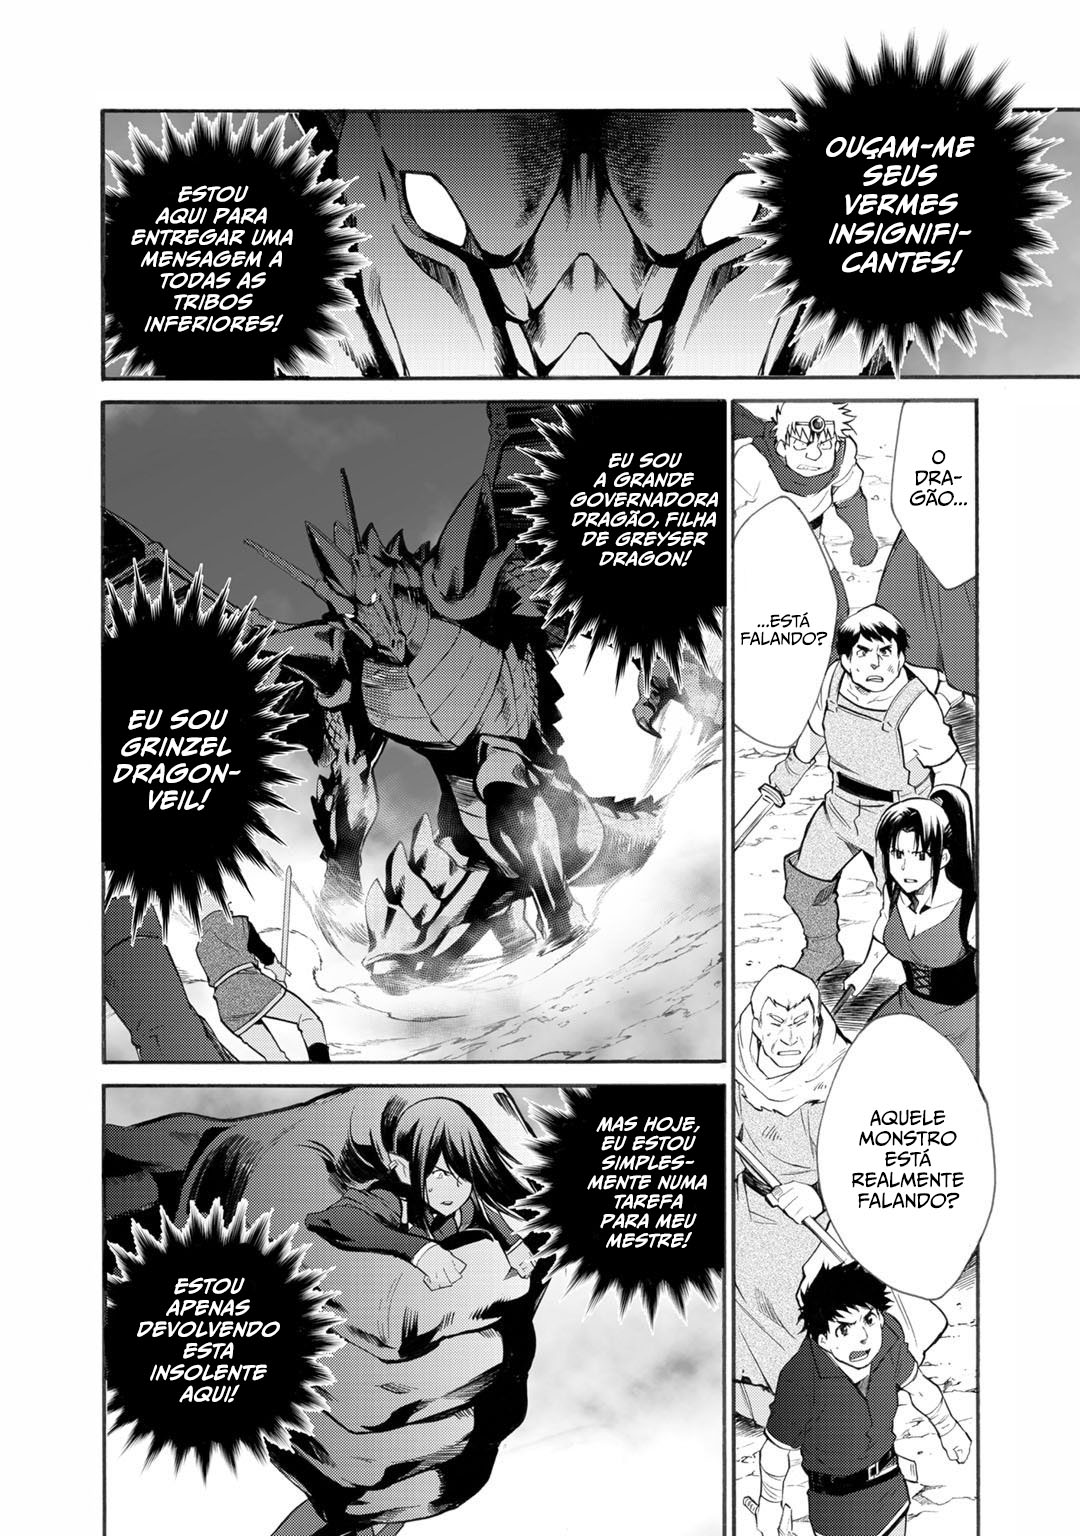 OUÇAM-ME
SEUS
VERMES
INSIGNIFI-
CANTES!
ESTOU
AQUI PARA
ENTREGAR UMA
MENSAGEM A
TODAS AS
TRIBOS
INFERIORES!
O
DRA-
GÃO...
...ESTÁ
FALANDO?
AQUELE
MONSTRO
ESTÁ
REALMENTE
FALANDO?
EU SOU
A GRANDE
GOVERNADORA
DRAGÃO, FILHA
DE GREYSER
DRAGON!
EU SOU
GRINZEL
DRAGON-
VEIL!
MAS HOJE,
EU ESTOU
SIMPLES-
MENTE NUMA
TAREFA
PARA MEU
MESTRE!
ESTOU
APENAS
DEVOLVENDO
ESTA
INSOLENTE
AQUI!